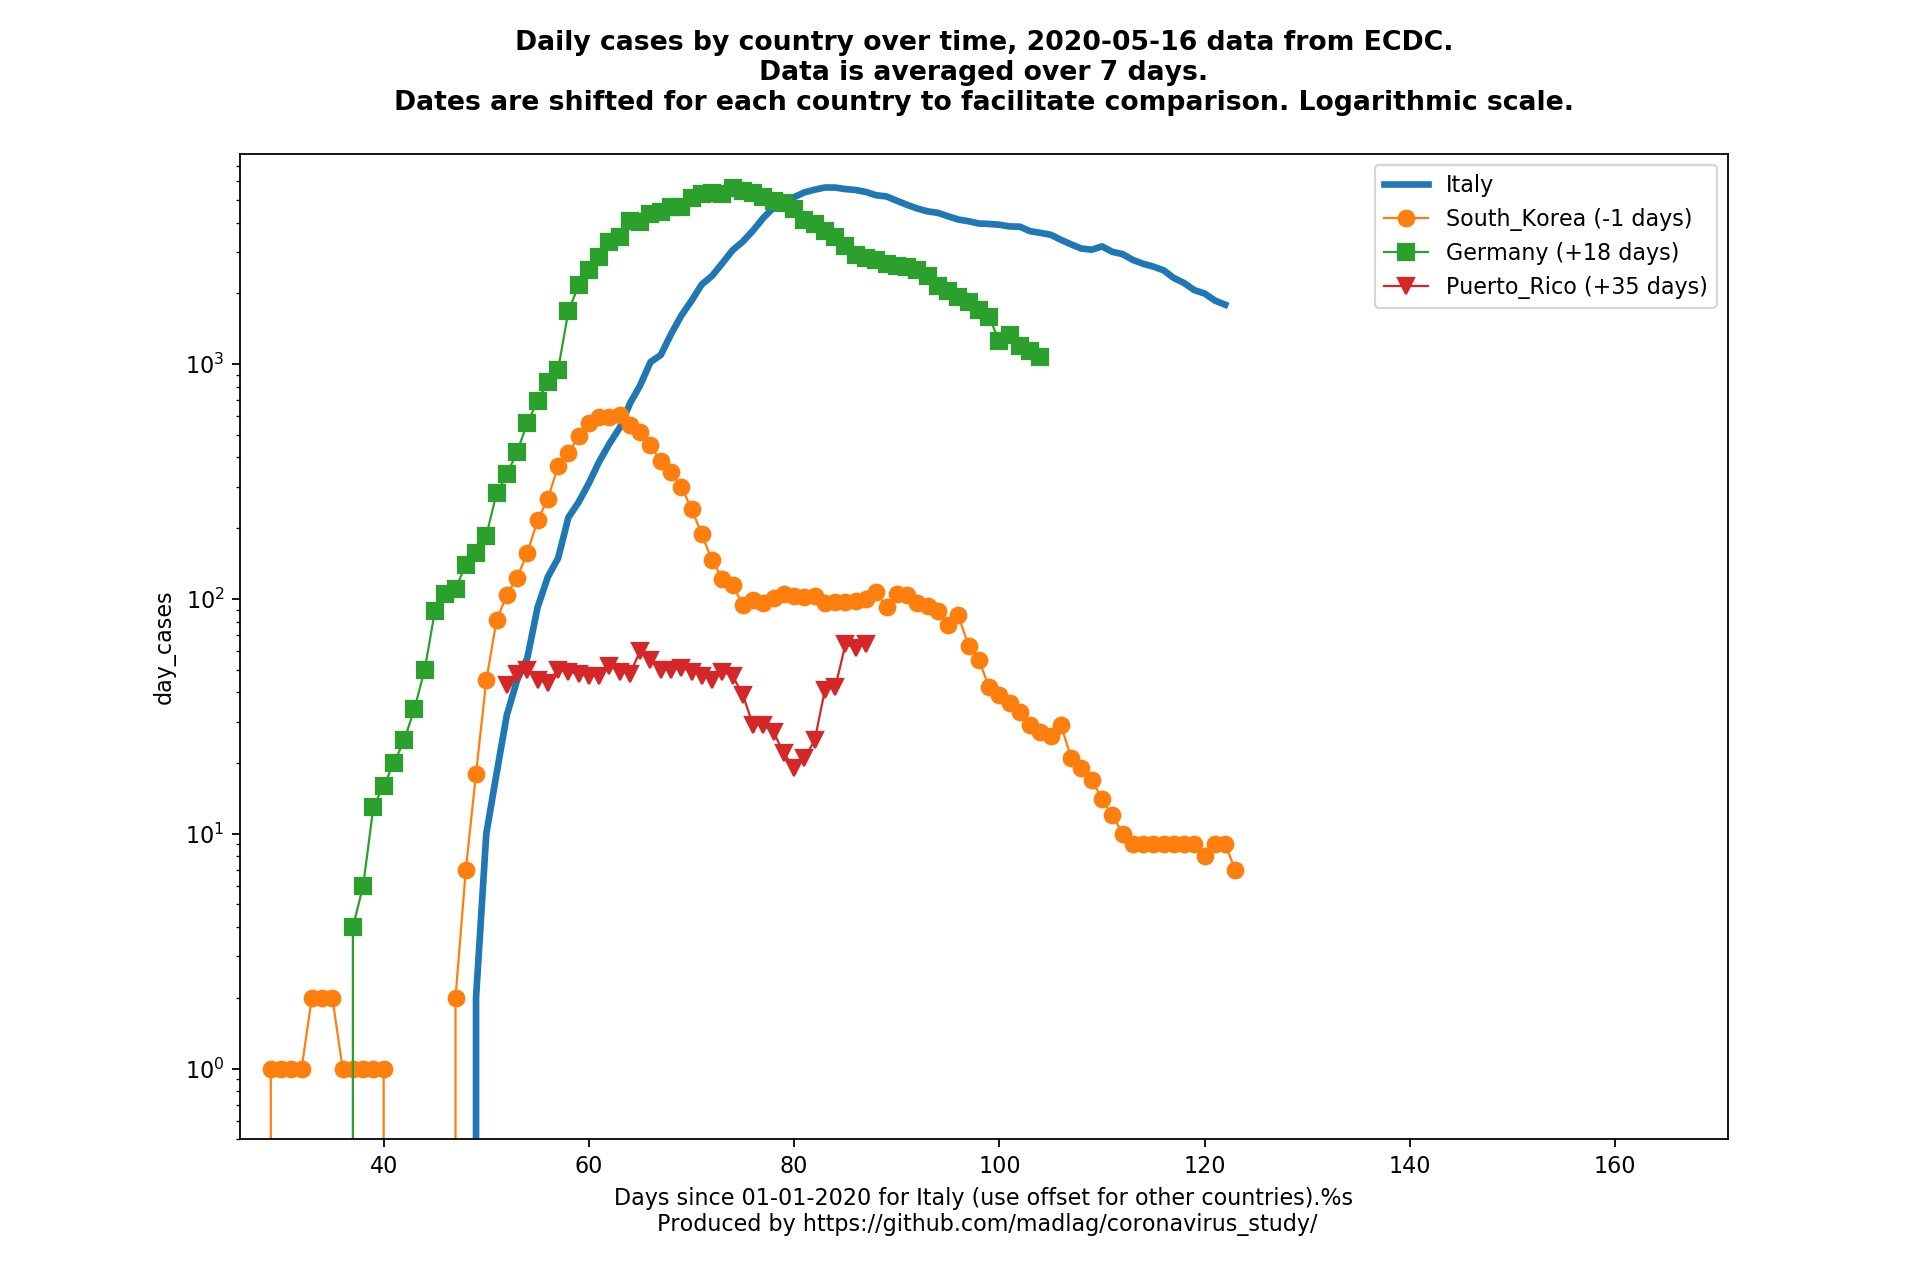 Daily cases by country over time, 2020-05-16 data from ECDC.
Data is averaged over 7 days.
Dates are shifted for each country to facilitate comparison. Logarithmic scale.
Italy
South_Korea (-1 days)
Germany (+18 days)
Puerto_Rico (+35 days)
day_cases
10³
10²
10¹
10⁰
40 60 80 100 120 140 160
Days since 01-01-2020 for Italy (use offset for other countries).%s
Produced by https://github.com/madlag/coronavirus_study/